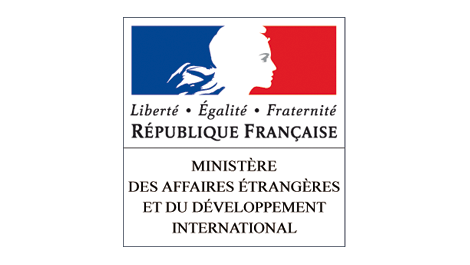 Liberté • Égalité • Fraternité
RÉPUBLIQUE FRANÇAISE
MINISTÈRE
DES AFFAIRES ÉTRANGÈRES
ET DU DÉVELOPPEMENT
INTERNATIONAL